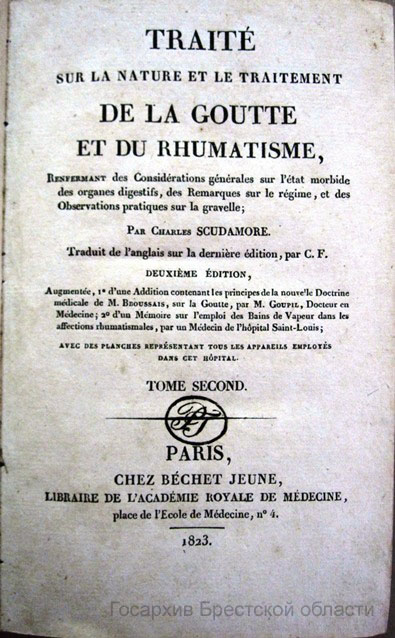 TRAITÉ
SUR LA NATURE ET LE TRAITEMENT
DE LA GOUTTE
ET DU RHUMATISME,
Renfermant des Considérations générales sur l'état morbide
des organes digestifs, des Remarques sur le régime, et des
Observations pratiques sur la gravelle;
Par Charles SCUDAMORE.
Traduit de l'anglais sur la dernière édition, par C. F.
DEUXIÈME ÉDITION,
Augmentée, 1° d'une Addition contenant les principes de la nouvelle Doctrine
médicale de M. Broussais, sur la Goutte, par M. Goupil, Docteur en
Médecine; 2° d'un Mémoire sur l'emploi des Bains de Vapeur dans les
affections rhumatismales, par un Médecin de l'hôpital Saint-Louis;
AVEC DES PLANCHES REPRÉSENTANT TOUS LES APPAREILS EMPLOYÉS
DANS CET HÔPITAL.
TOME SECOND.
PARIS,
CHEZ BÉCHET JEUNE,
LIBRAIRE DE L'ACADÉMIE ROYALE DE MÉDECINE,
place de l'Ecole de Médecine, n° 4.
1823.
Госархив Брестской области